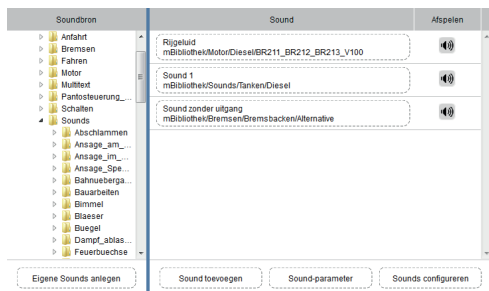 Soundbron
Sound
Afspelen
Anfahrt
Bremsen
Fahren
Motor
Multitext
Pantosteuerung_...
Schalten
Sounds
Abschlammen
Ansage_am_...
Ansage_im_...
Ansage_Spe...
Bahnueberga...
Bauarbeiten
Bimmel
Blaeser
Buegel
Dampf_ablas...
Feuerbuechse
Rijgeluid
mBibliothek/Motor/Diesel/BR211_BR212_BR213_V100
Sound 1
mBibliothek/Sounds/Tanken/Diesel
Sound zonder uitgang
mBibliothek/Bremsen/Bremsbacken/Alternative
Eigene Sounds anlegen
Sound toevoegen
Sound-parameter
Sounds configureren